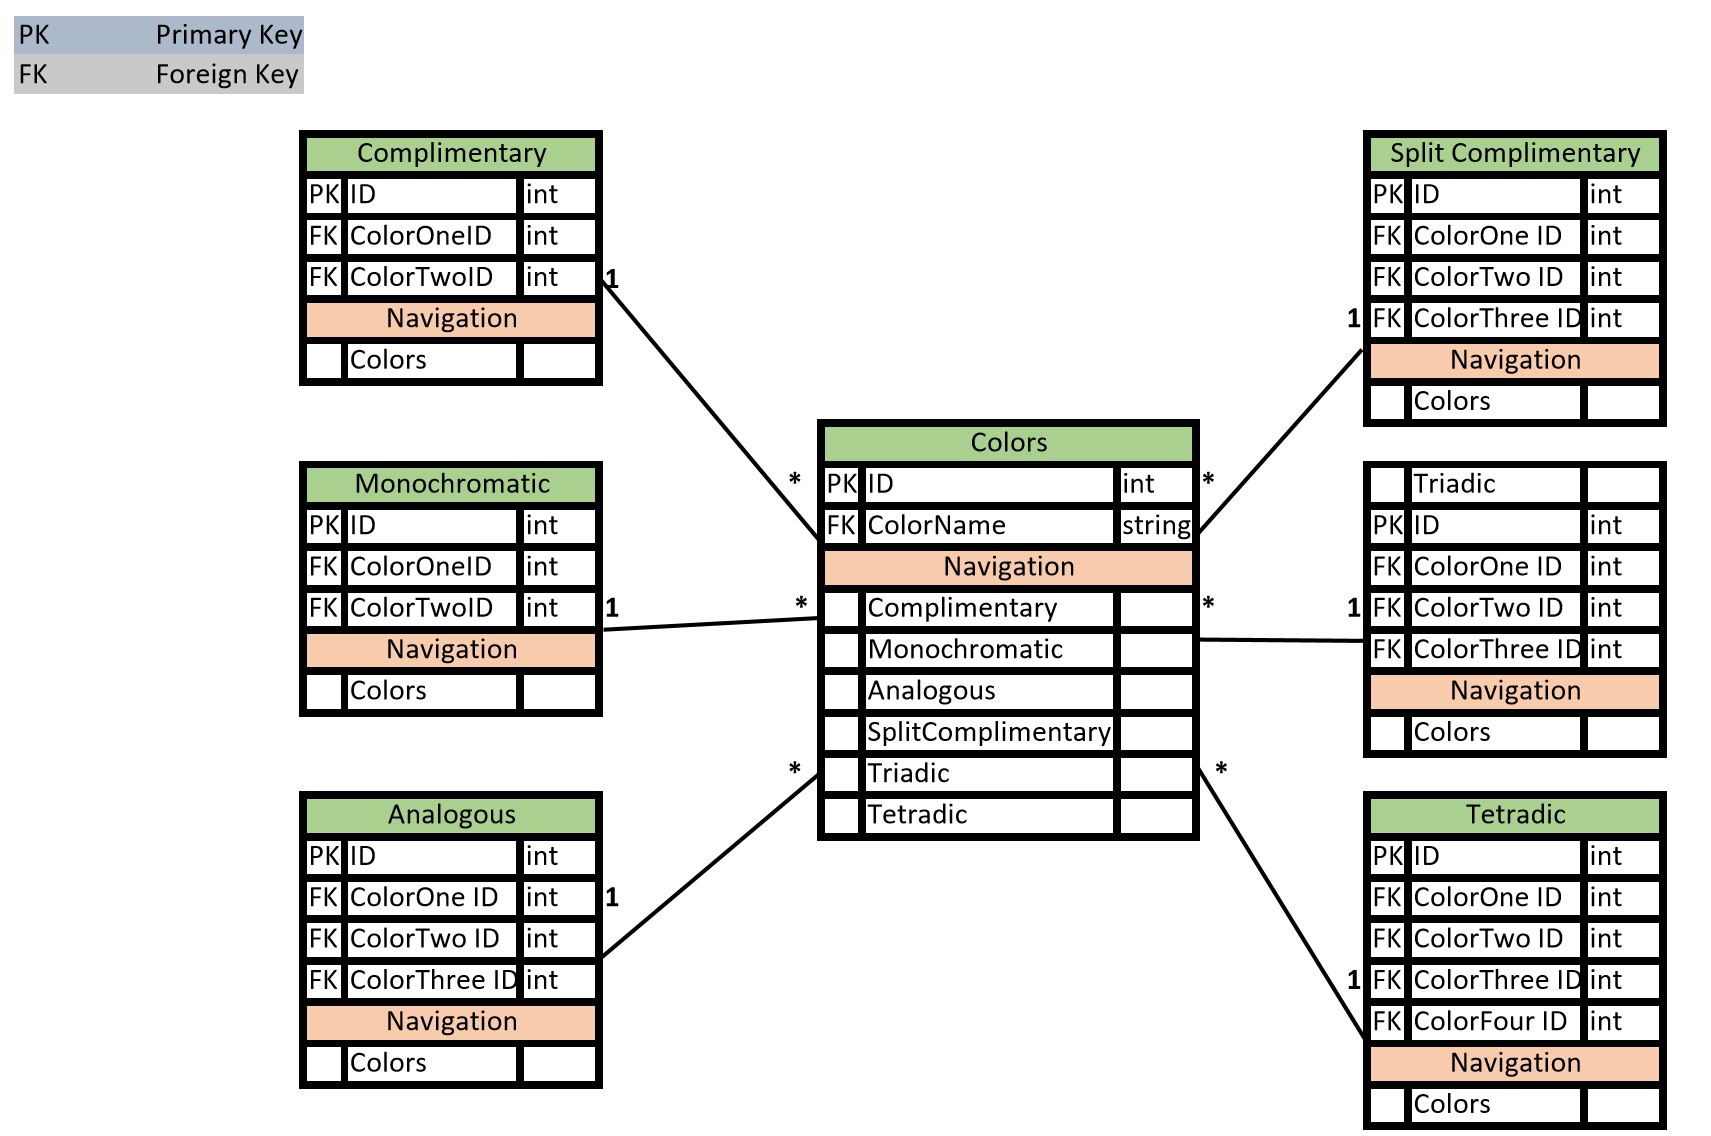 PK Primary Key
FK Foreign Key
Complimentary
PK ID int
FK ColorOneID int
FK ColorTwoID int
Navigation
Colors
1
*
Monochromatic
PK ID int
FK ColorOneID int
FK ColorTwoID int
Navigation
Colors
1
*
Analogous
PK ID int
FK ColorOne ID int
FK ColorTwo ID int
FK ColorThree ID int
Navigation
Colors
1
*
Colors
PK ID int
FK ColorName string
Navigation
Complimentary
Monochromatic
Analogous
SplitComplimentary
Triadic
Tetradic
Split Complimentary
PK ID int
FK ColorOne ID int
FK ColorTwo ID int
FK ColorThree ID int
Navigation
Colors
1
*
Triadic
PK ID int
FK ColorOne ID int
FK ColorTwo ID int
FK ColorThree ID int
Navigation
Colors
1
*
Tetradic
PK ID int
FK ColorOne ID int
FK ColorTwo ID int
FK ColorThree ID int
FK ColorFour ID int
Navigation
Colors
1
*